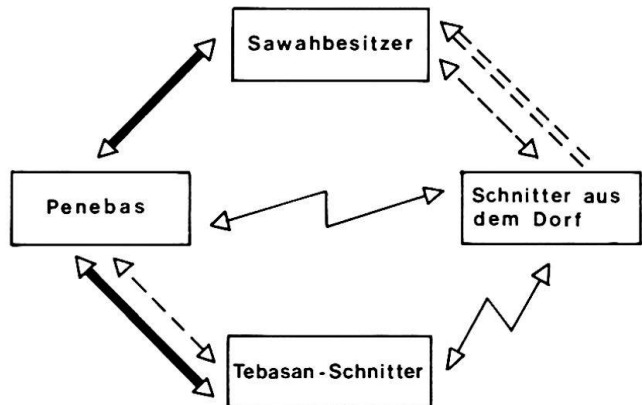 Sawahbesitzer
Penebas
Schnitter aus
dem Dorf
Tebasan-Schnitter